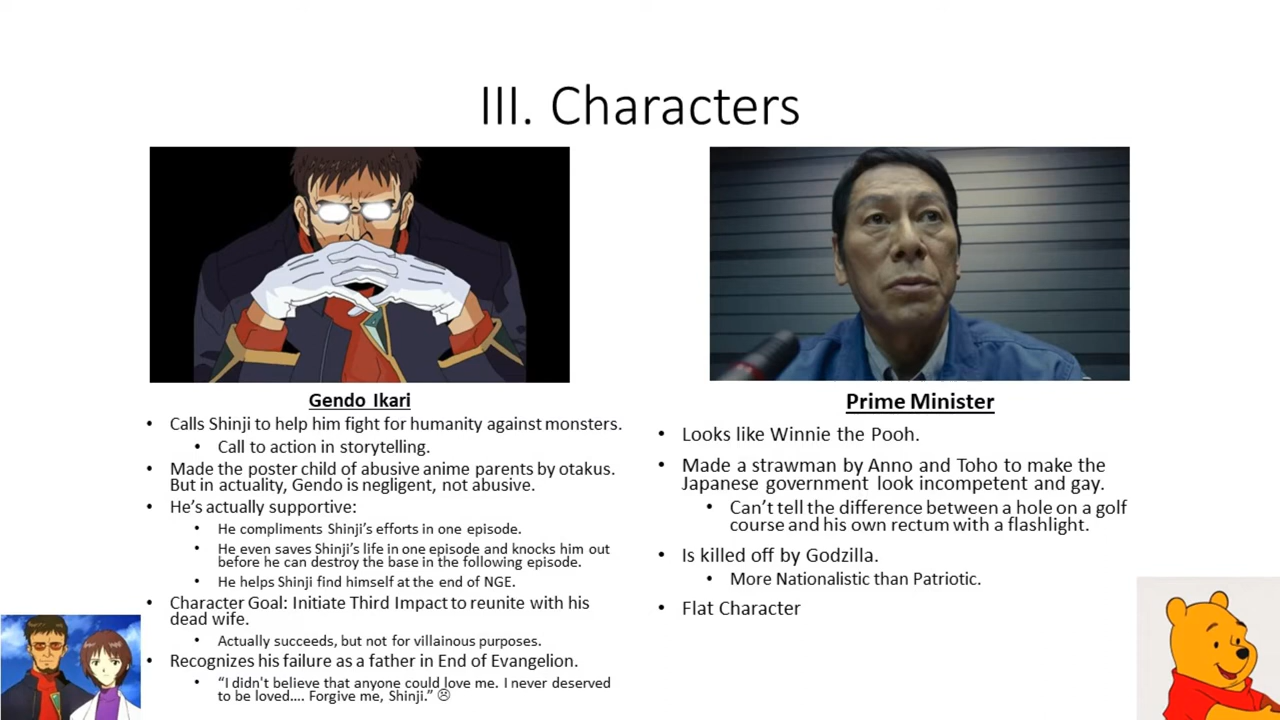 III. Characters
Gendo Ikari
• Calls Shinji to help him fight for humanity against monsters.
• Call to action in storytelling.
• Made the poster child of abusive anime parents by otakus.
But in actuality, Gendo is negligent, not abusive.
• He’s actually supportive:
• He compliments Shinji’s efforts in one episode.
• He even saves Shinji’s life in one episode and knocks him out
before he can destroy the base in the following episode.
• He helps Shinji find himself at the end of NGE.
• Character Goal: Initiate Third Impact to reunite with his
dead wife.
• Actually succeeds, but not for villainous purposes.
• Recognizes his failure as a father in End of Evangelion.
• “I didn't believe that anyone could love me. I never deserved
to be loved…. Forgive me, Shinji.” ☹
Prime Minister
• Looks like Winnie the Pooh.
• Made a strawman by Anno and Toho to make the
Japanese government look incompetent and gay.
• Can’t tell the difference between a hole on a golf
course and his own rectum with a flashlight.
• Is killed off by Godzilla.
• More Nationalistic than Patriotic.
• Flat Character